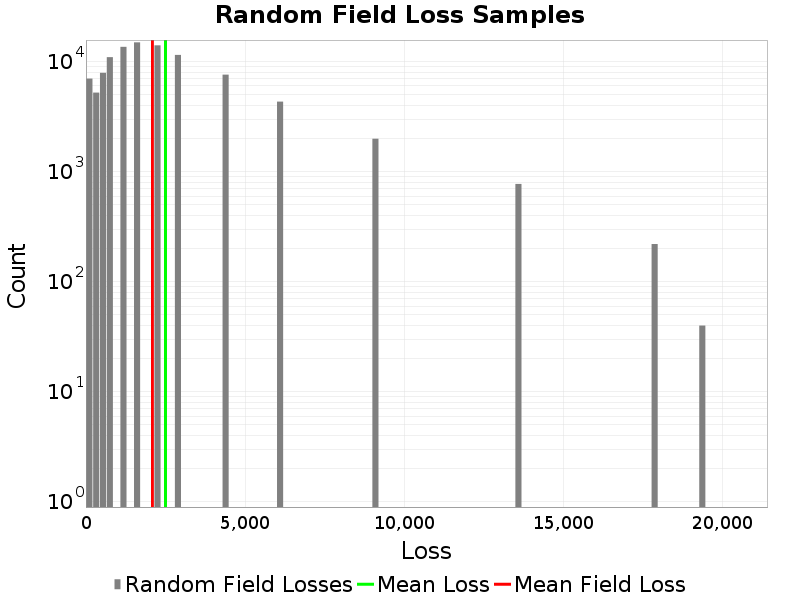 Random Field Loss Samples
10^4
10^3
10^2
10^1
10^0
Count
0 5,000 10,000 15,000 20,000
Loss
Random Field Losses Mean Loss Mean Field Loss